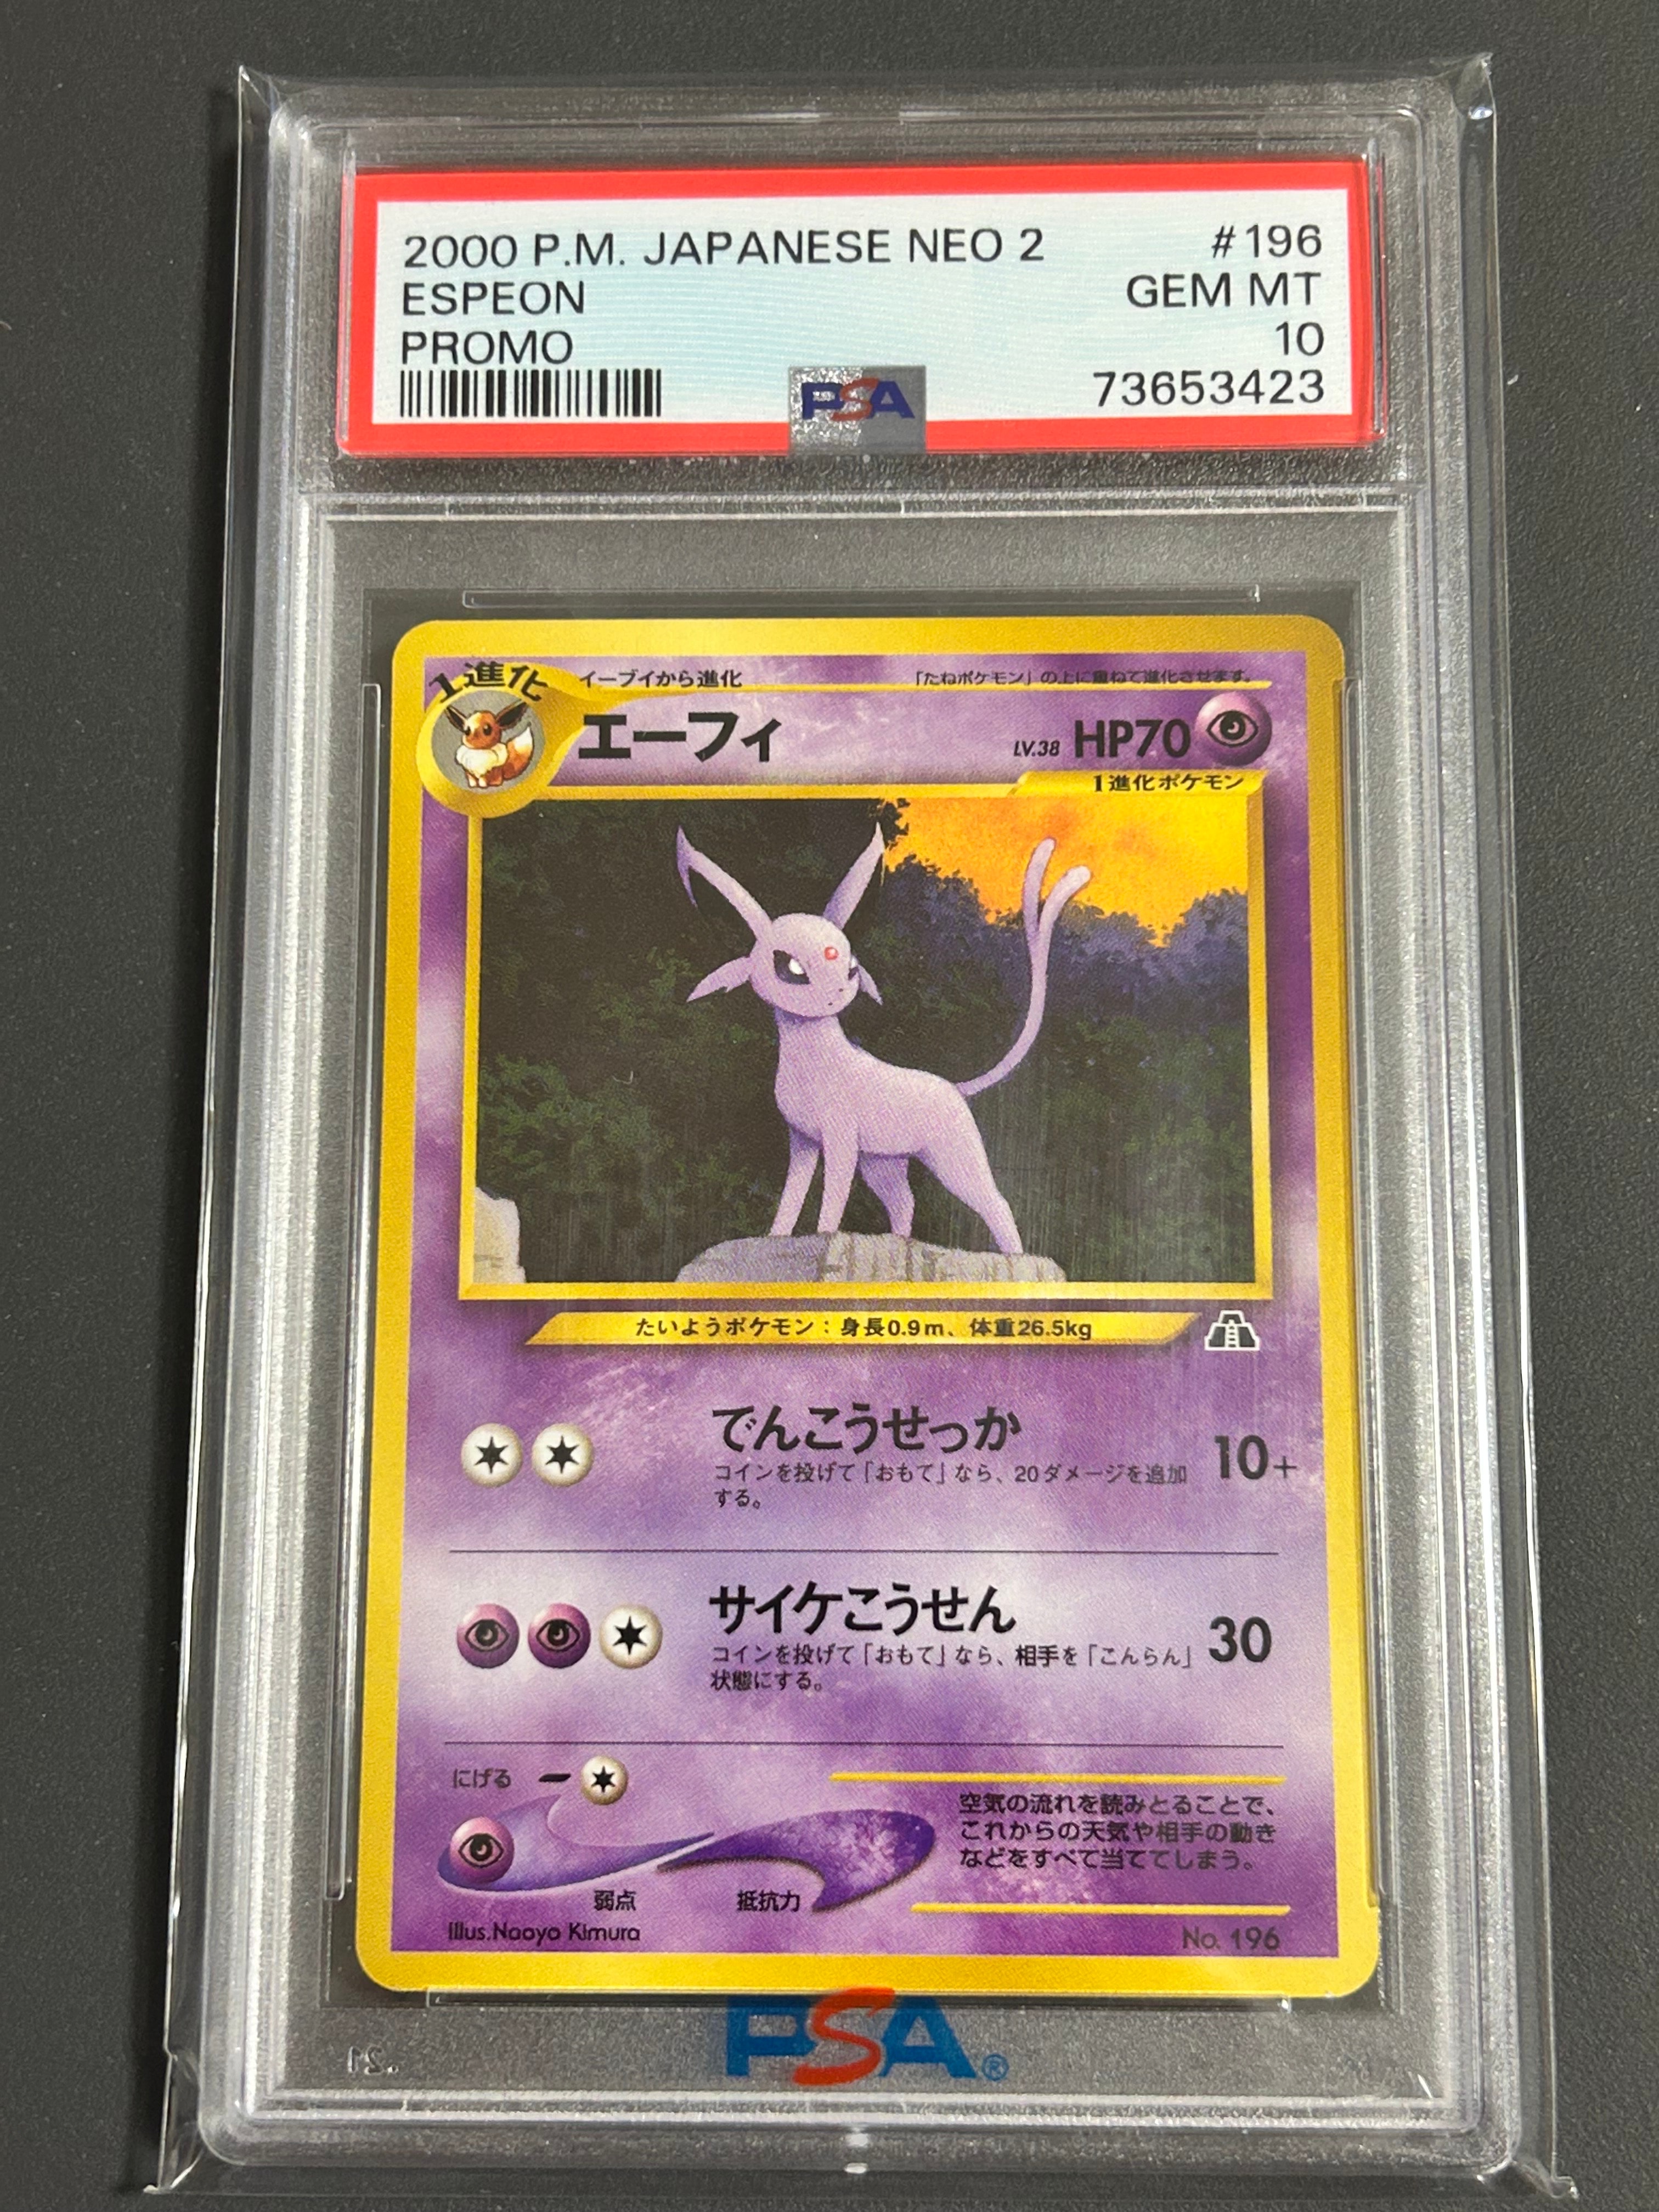 2000 P.M. JAPANESE NEO 2 #196
ESPEON GEM MT
PROMO 10
PSA 73653423
1進化 イーブイから進化 「たねポケモン」の上に重ねて進化させます。
エーフィ LV.38 HP70
1進化ポケモン
たいようポケモン：身長0.9m、体重26.5kg
でんこうせっか 10+
コインを投げて「おもて」なら、20ダメージを追加
する。
サイケこうせん 30
コインを投げて「おもて」なら、相手を「こんらん」
状態にする。
にげる
空気の流れを読みとることで、
これからの天気や相手の動き
などをすべて当ててしまう。
弱点 抵抗力
Illus.Naoyo Kimura No. 196
PSA®